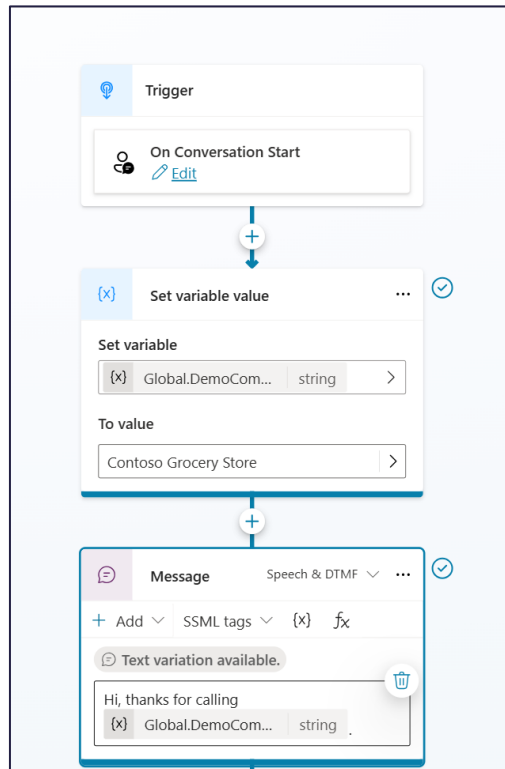 Trigger
On Conversation Start
Edit
{x} Set variable value
Set variable
{x} Global.DemoCom... string
To value
Contoso Grocery Store
Message Speech & DTMF
+ Add SSML tags {x} fx
Text variation available.
Hi, thanks for calling
{x} Global.DemoCom... string .